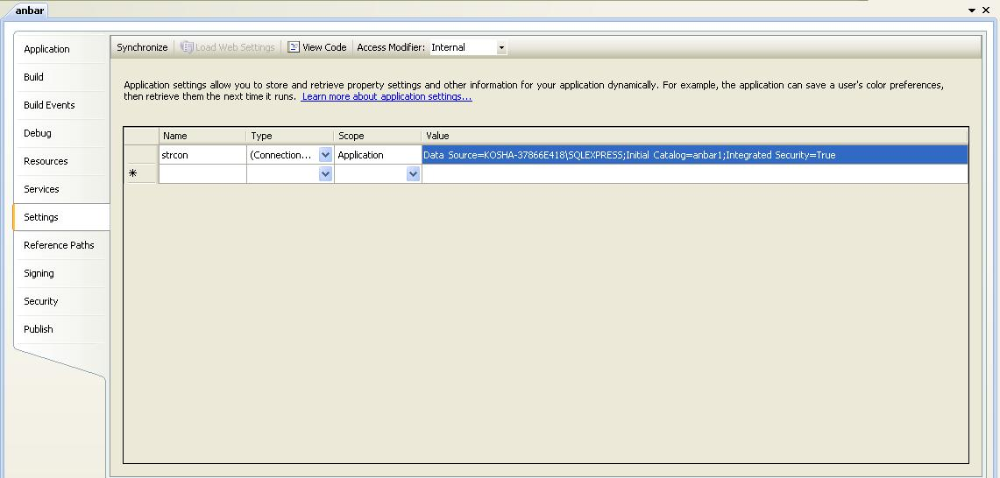 anbar
Application
Build
Build Events
Debug
Resources
Services
Settings
Reference Paths
Signing
Security
Publish
Synchronize Load Web Settings View Code Access Modifier: Internal
Application settings allow you to store and retrieve property settings and other information for your application dynamically. For example, the application can save a user's color preferences,
then retrieve them the next time it runs. Learn more about application settings...
Name Type Scope Value
strcon (Connection... Application Data Source=KOSHA-37866E418\SQLEXPRESS;Initial Catalog=anbar1;Integrated Security=True